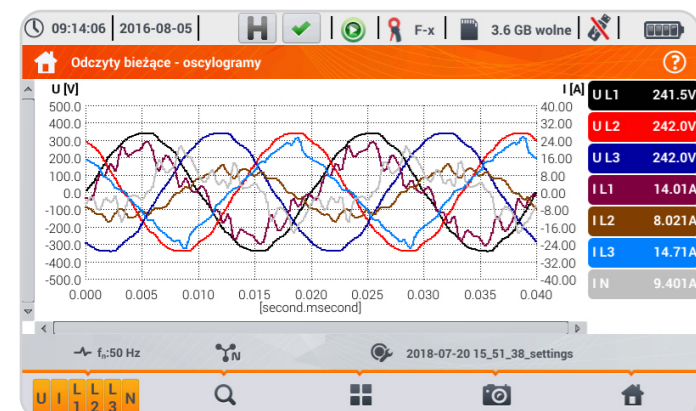 09:14:06 2016-08-05 H F-x 3.6 GB wolne
Odczyty bieżące - oscylogramy ?
U [V] I [A]
500.0 40.00
400.0 32.00
300.0 24.00
200.0 16.00
100.0 8.00
0.0 0.00
-100.0 -8.00
-200.0 -16.00
-300.0 -24.00
-400.0 -32.00
-500.0 -40.00
0.000 0.005 0.010 0.015 0.020 0.025 0.030 0.035 0.040
[second.msecond]
U L1 241.5V
U L2 242.0V
U L3 242.0V
I L1 14.01A
I L2 8.021A
I L3 14.71A
I N 9.401A
fn:50 Hz N 2018-07-20 15_51_38_settings
U I L1 L2 L3 N